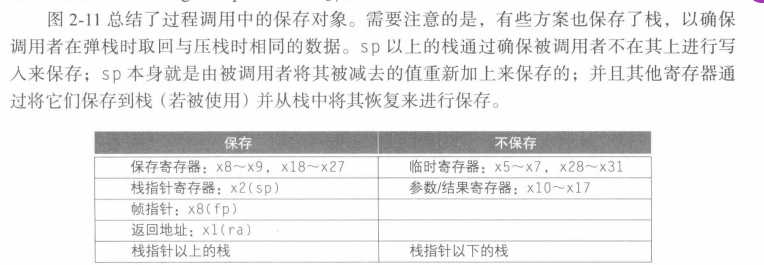 图 2-11 总结了过程调用中的保存对象。需要注意的是，有些方案也保存了栈，以确保
调用者在弹栈时取回与压栈时相同的数据。sp 以上的栈通过确保被调用者不在其上进行写
入来保存；sp 本身就是由被调用者将其被减去的值重新加上来保存的；并且其他寄存器通
过将它们保存到栈（若被使用）并从栈中将其恢复来进行保存。
保存 不保存
保存寄存器：x8～x9，x18～x27 临时寄存器：x5～x7，x28～x31
栈指针寄存器：x2(sp) 参数/结果寄存器：x10～x17
帧指针：x8(fp)
返回地址：x1(ra)
栈指针以上的栈 栈指针以下的栈